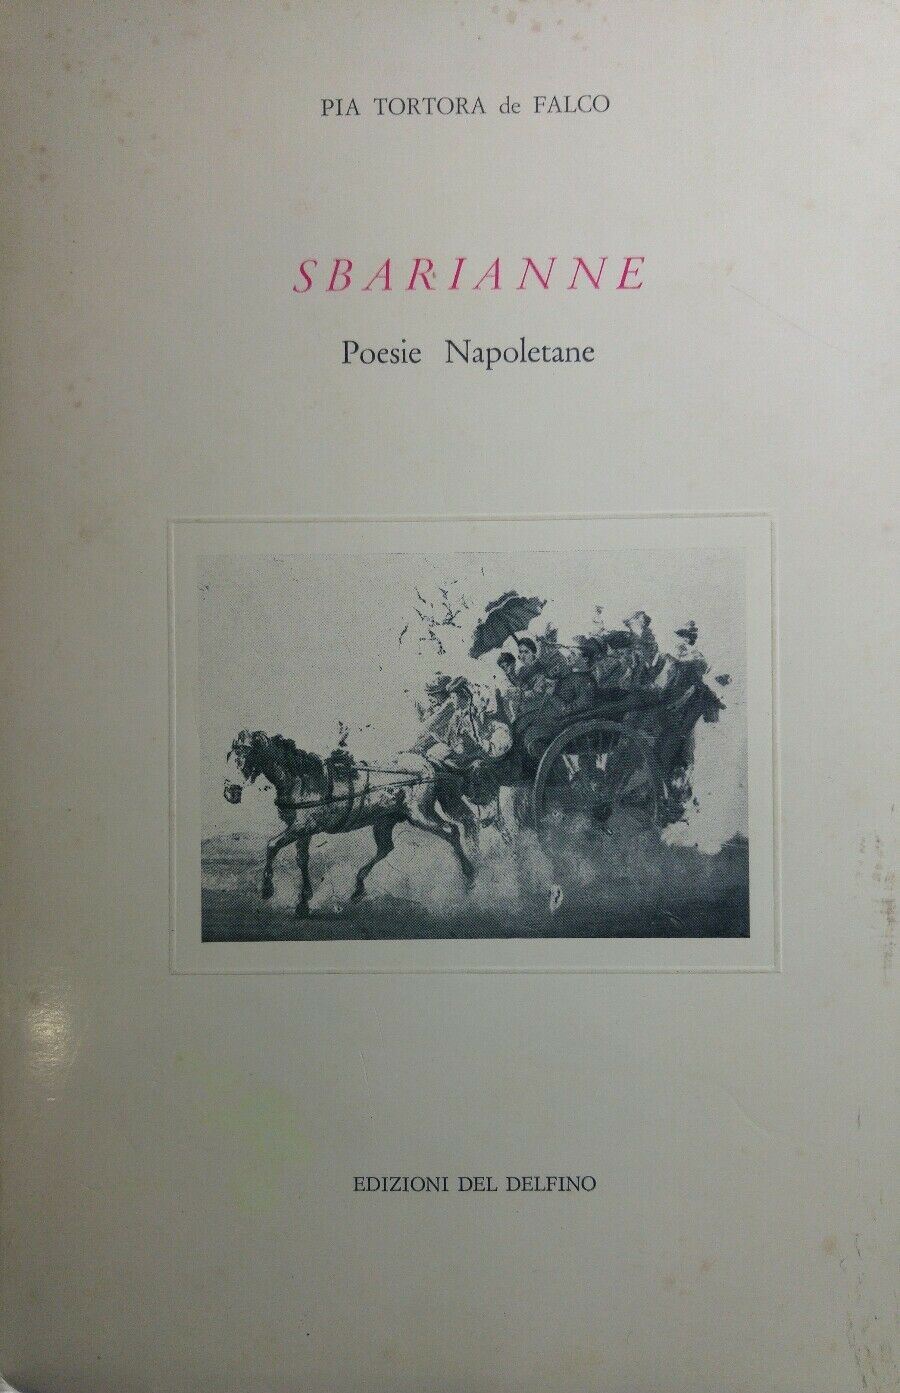 PIA TORTORA de FALCO
SBARIANNE
Poesie Napoletane
EDIZIONI DEL DELFINO